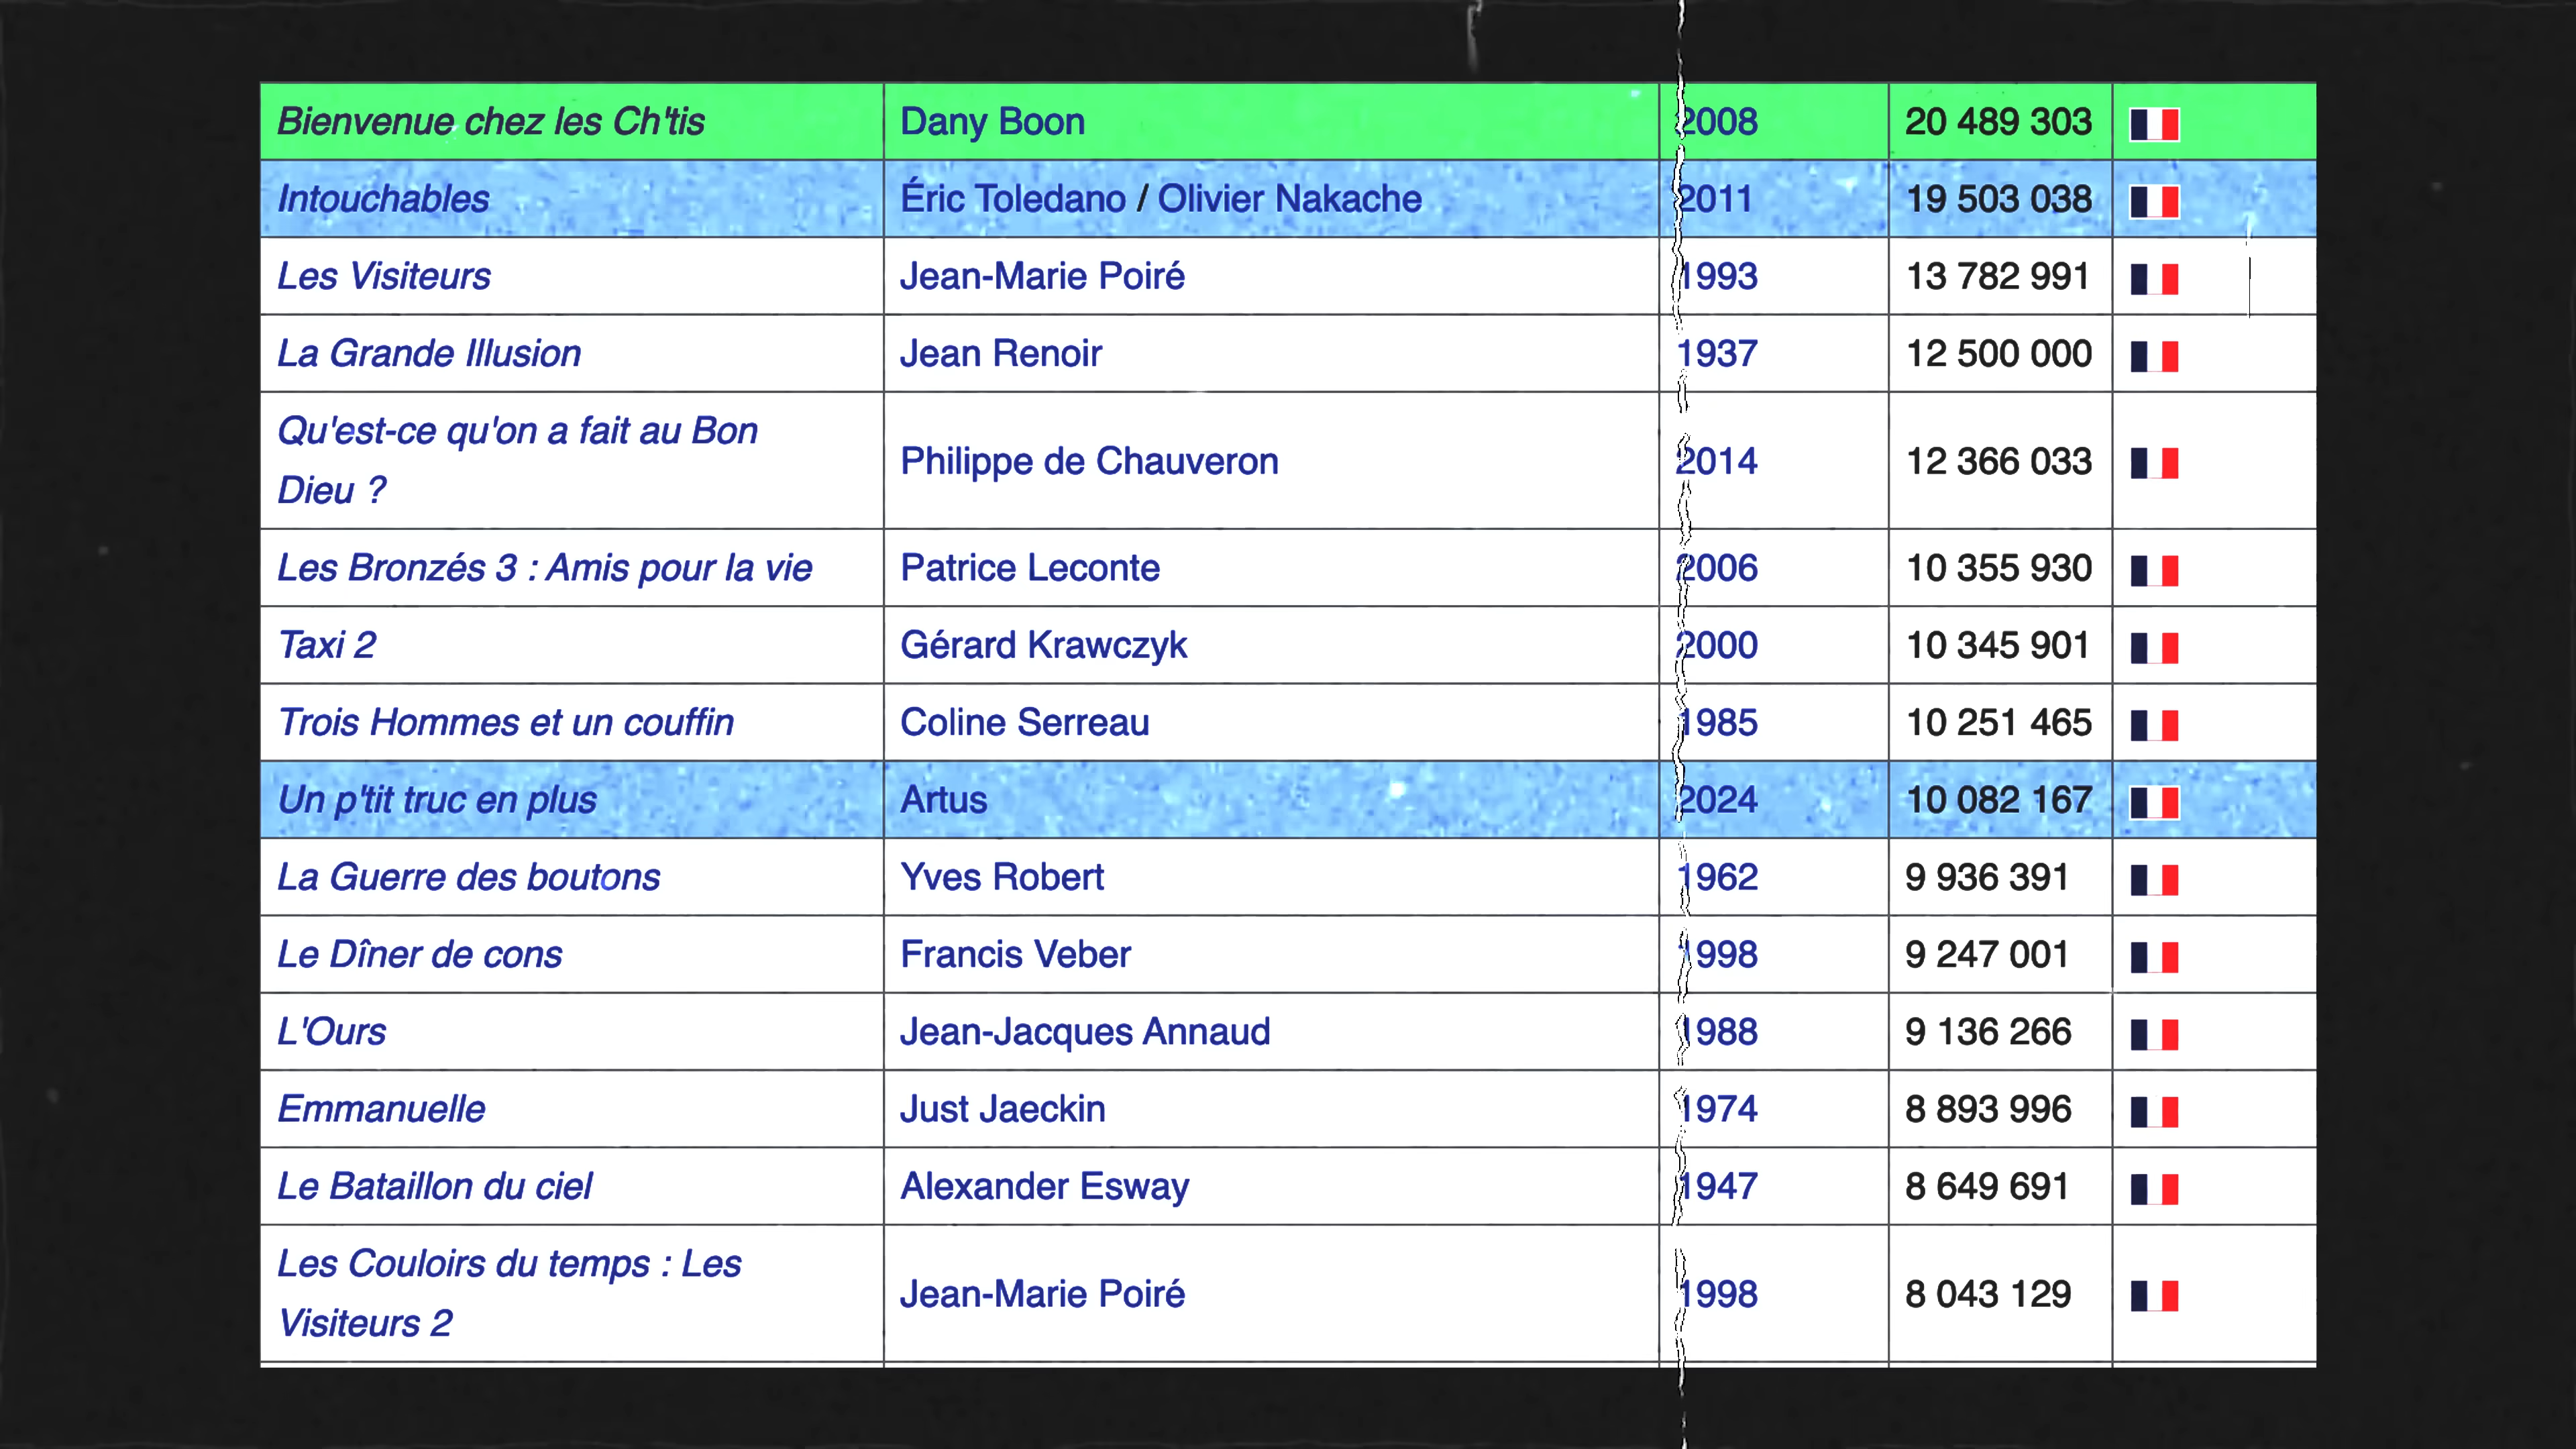 Bienvenue chez les Ch'tis Dany Boon 2008 20 489 303
Intouchables Éric Toledano / Olivier Nakache 2011 19 503 038
Les Visiteurs Jean-Marie Poiré 1993 13 782 991
La Grande Illusion Jean Renoir 1937 12 500 000
Qu'est-ce qu'on a fait au Bon
Dieu ? Philippe de Chauveron 2014 12 366 033
Les Bronzés 3 : Amis pour la vie Patrice Leconte 2006 10 355 930
Taxi 2 Gérard Krawczyk 2000 10 345 901
Trois Hommes et un couffin Coline Serreau 1985 10 251 465
Un p'tit truc en plus Artus 2024 10 082 167
La Guerre des boutons Yves Robert 1962 9 936 391
Le Dîner de cons Francis Veber 1998 9 247 001
L'Ours Jean-Jacques Annaud 1988 9 136 266
Emmanuelle Just Jaeckin 1974 8 893 996
Le Bataillon du ciel Alexander Esway 1947 8 649 691
Les Couloirs du temps : Les
Visiteurs 2 Jean-Marie Poiré 1998 8 043 129